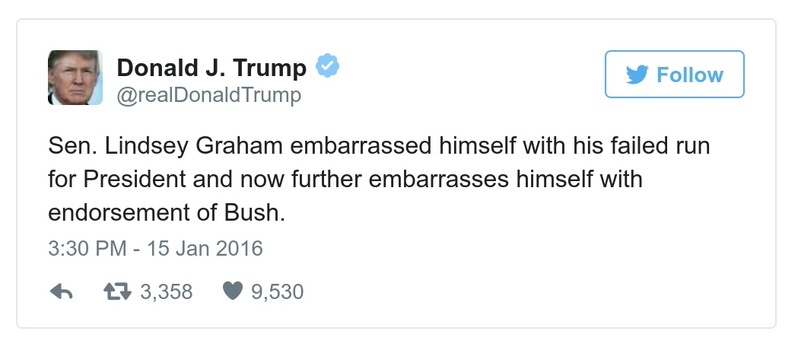 Donald J. Trump
@realDonaldTrump
Follow
Sen. Lindsey Graham embarrassed himself with his failed run
for President and now further embarrasses himself with
endorsement of Bush.
3:30 PM - 15 Jan 2016
3,358 9,530